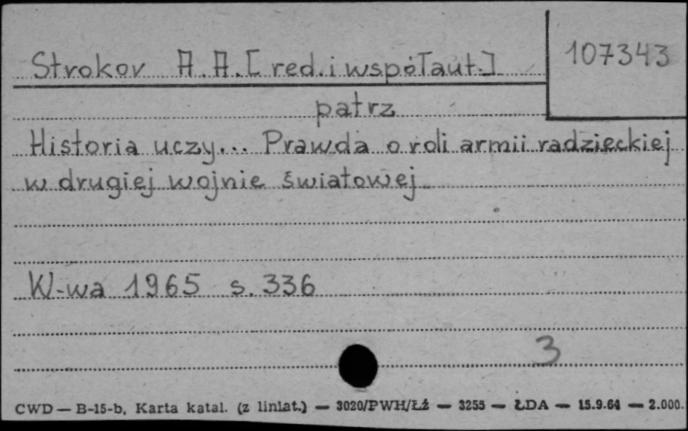 107343
Strokov A.A. [red. i współaut.]
patrz
Historia uczy... Prawda o roli armii radzieckiej
w drugiej wojnie światowej
W-wa 1965 s. 336
3
CWD — B-15-b, Karta katal. (z liniat.) — 3020/PWH/ŁŹ — 3255 — ŁDA — 15.9.64 — 2.000.